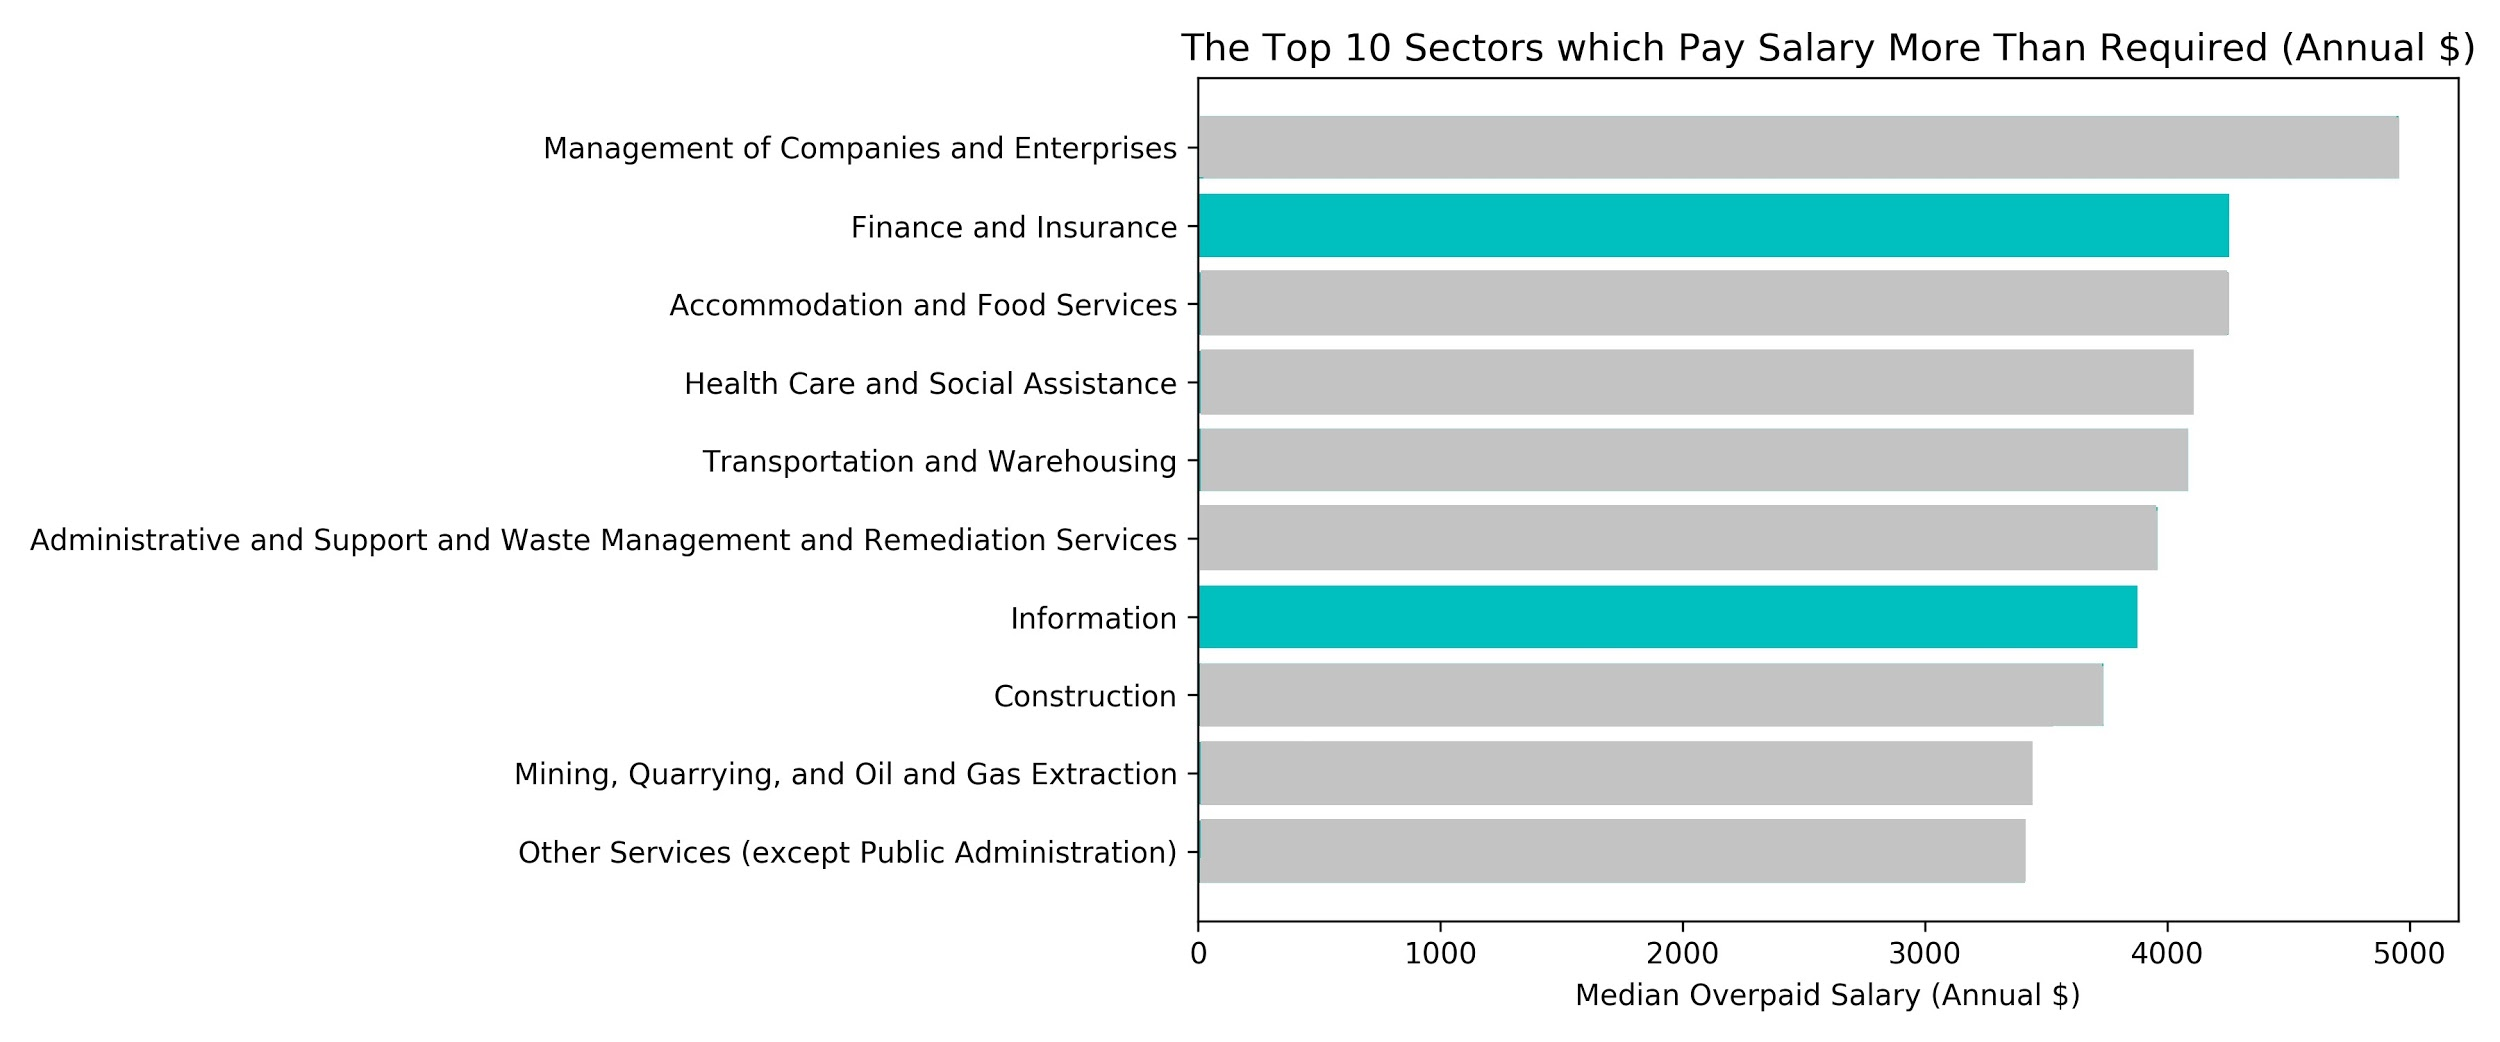 The Top 10 Sectors which Pay Salary More Than Required (Annual $)
Management of Companies and Enterprises
Finance and Insurance
Accommodation and Food Services
Health Care and Social Assistance
Transportation and Warehousing
Administrative and Support and Waste Management and Remediation Services
Information
Construction
Mining, Quarrying, and Oil and Gas Extraction
Other Services (except Public Administration)
0 1000 2000 3000 4000 5000
Median Overpaid Salary (Annual $)